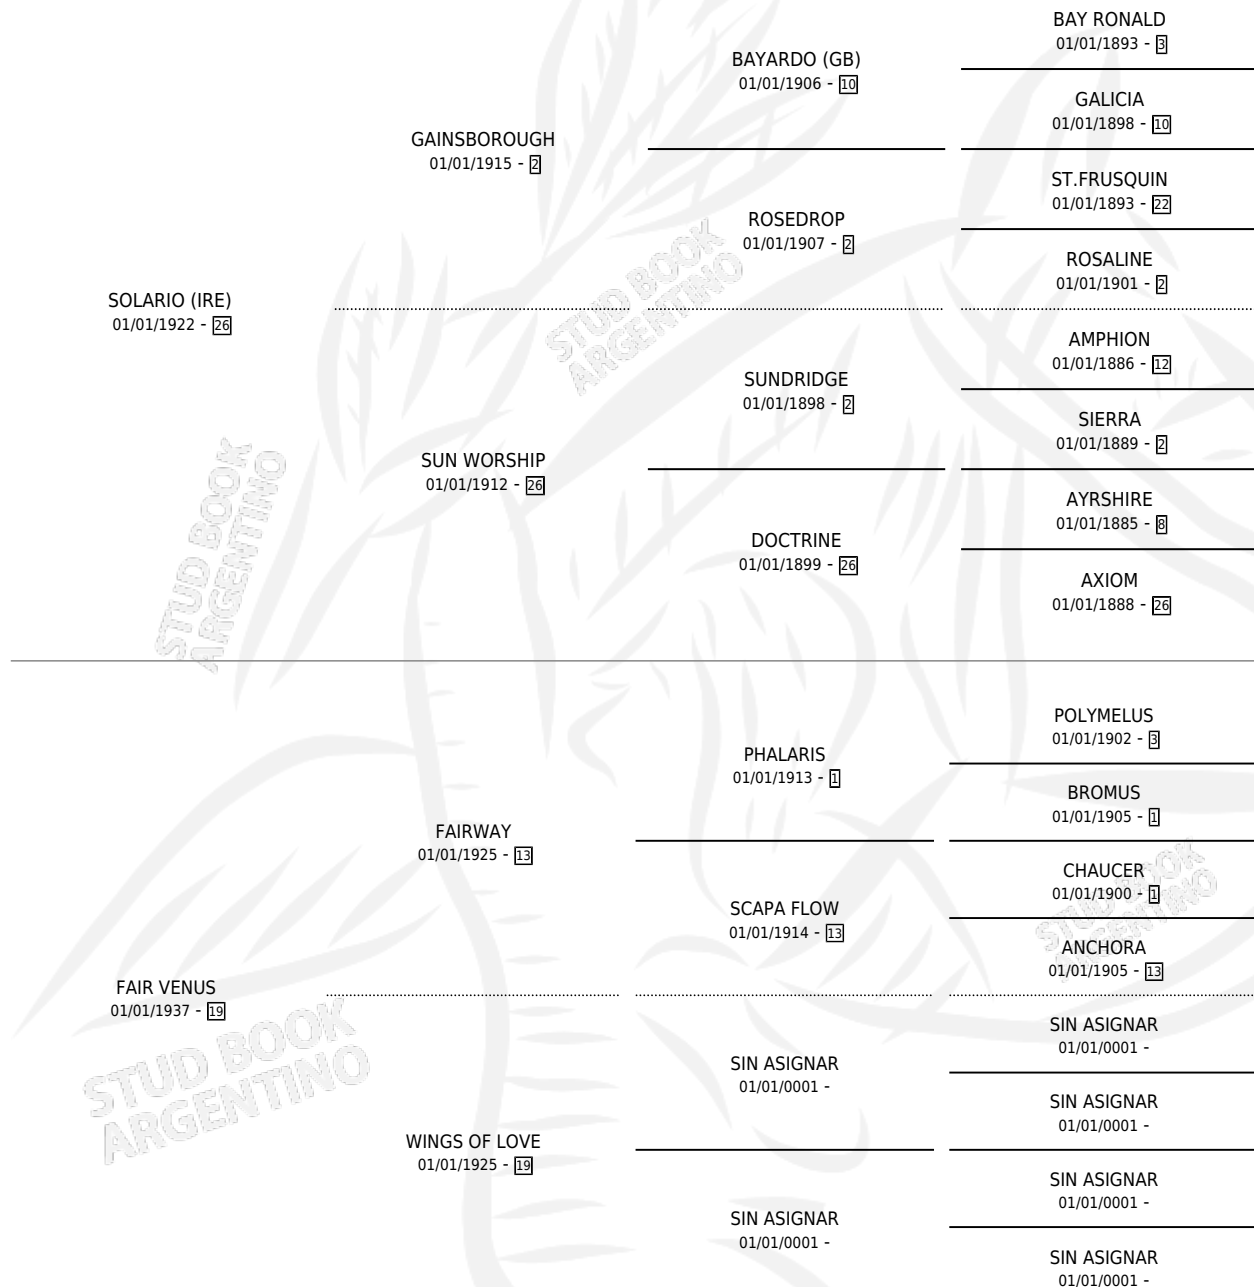 BAY RONALD
01/01/1893 - 3
BAYARDO (GB)
01/01/1906 - 10
GALICIA
01/01/1898 - 10
GAINSBOROUGH
01/01/1915 - 2
ST.FRUSQUIN
01/01/1893 - 22
ROSEDROP
01/01/1907 - 2
ROSALINE
01/01/1901 - 2
SOLARIO (IRE)
01/01/1922 - 26
AMPHION
01/01/1886 - 12
SUNDRIDGE
01/01/1898 - 2
SIERRA
01/01/1889 - 2
SUN WORSHIP
01/01/1912 - 26
AYRSHIRE
01/01/1885 - 8
DOCTRINE
01/01/1899 - 26
AXIOM
01/01/1888 - 26
POLYMELUS
01/01/1902 - 3
PHALARIS
01/01/1913 - 1
BROMUS
01/01/1905 - 1
FAIRWAY
01/01/1925 - 13
CHAUCER
01/01/1900 - 1
SCAPA FLOW
01/01/1914 - 13
ANCHORA
01/01/1905 - 13
FAIR VENUS
01/01/1937 - 19
SIN ASIGNAR
01/01/0001 -
SIN ASIGNAR
01/01/0001 -
SIN ASIGNAR
01/01/0001 -
WINGS OF LOVE
01/01/1925 - 19
SIN ASIGNAR
01/01/0001 -
SIN ASIGNAR
01/01/0001 -
SIN ASIGNAR
01/01/0001 -
STUD BOOK
ARGENTINO
STUD BOOK
ARGENTINO
STUD BOOK
ARGENTINO
STUD BOOK
ARGENTINO